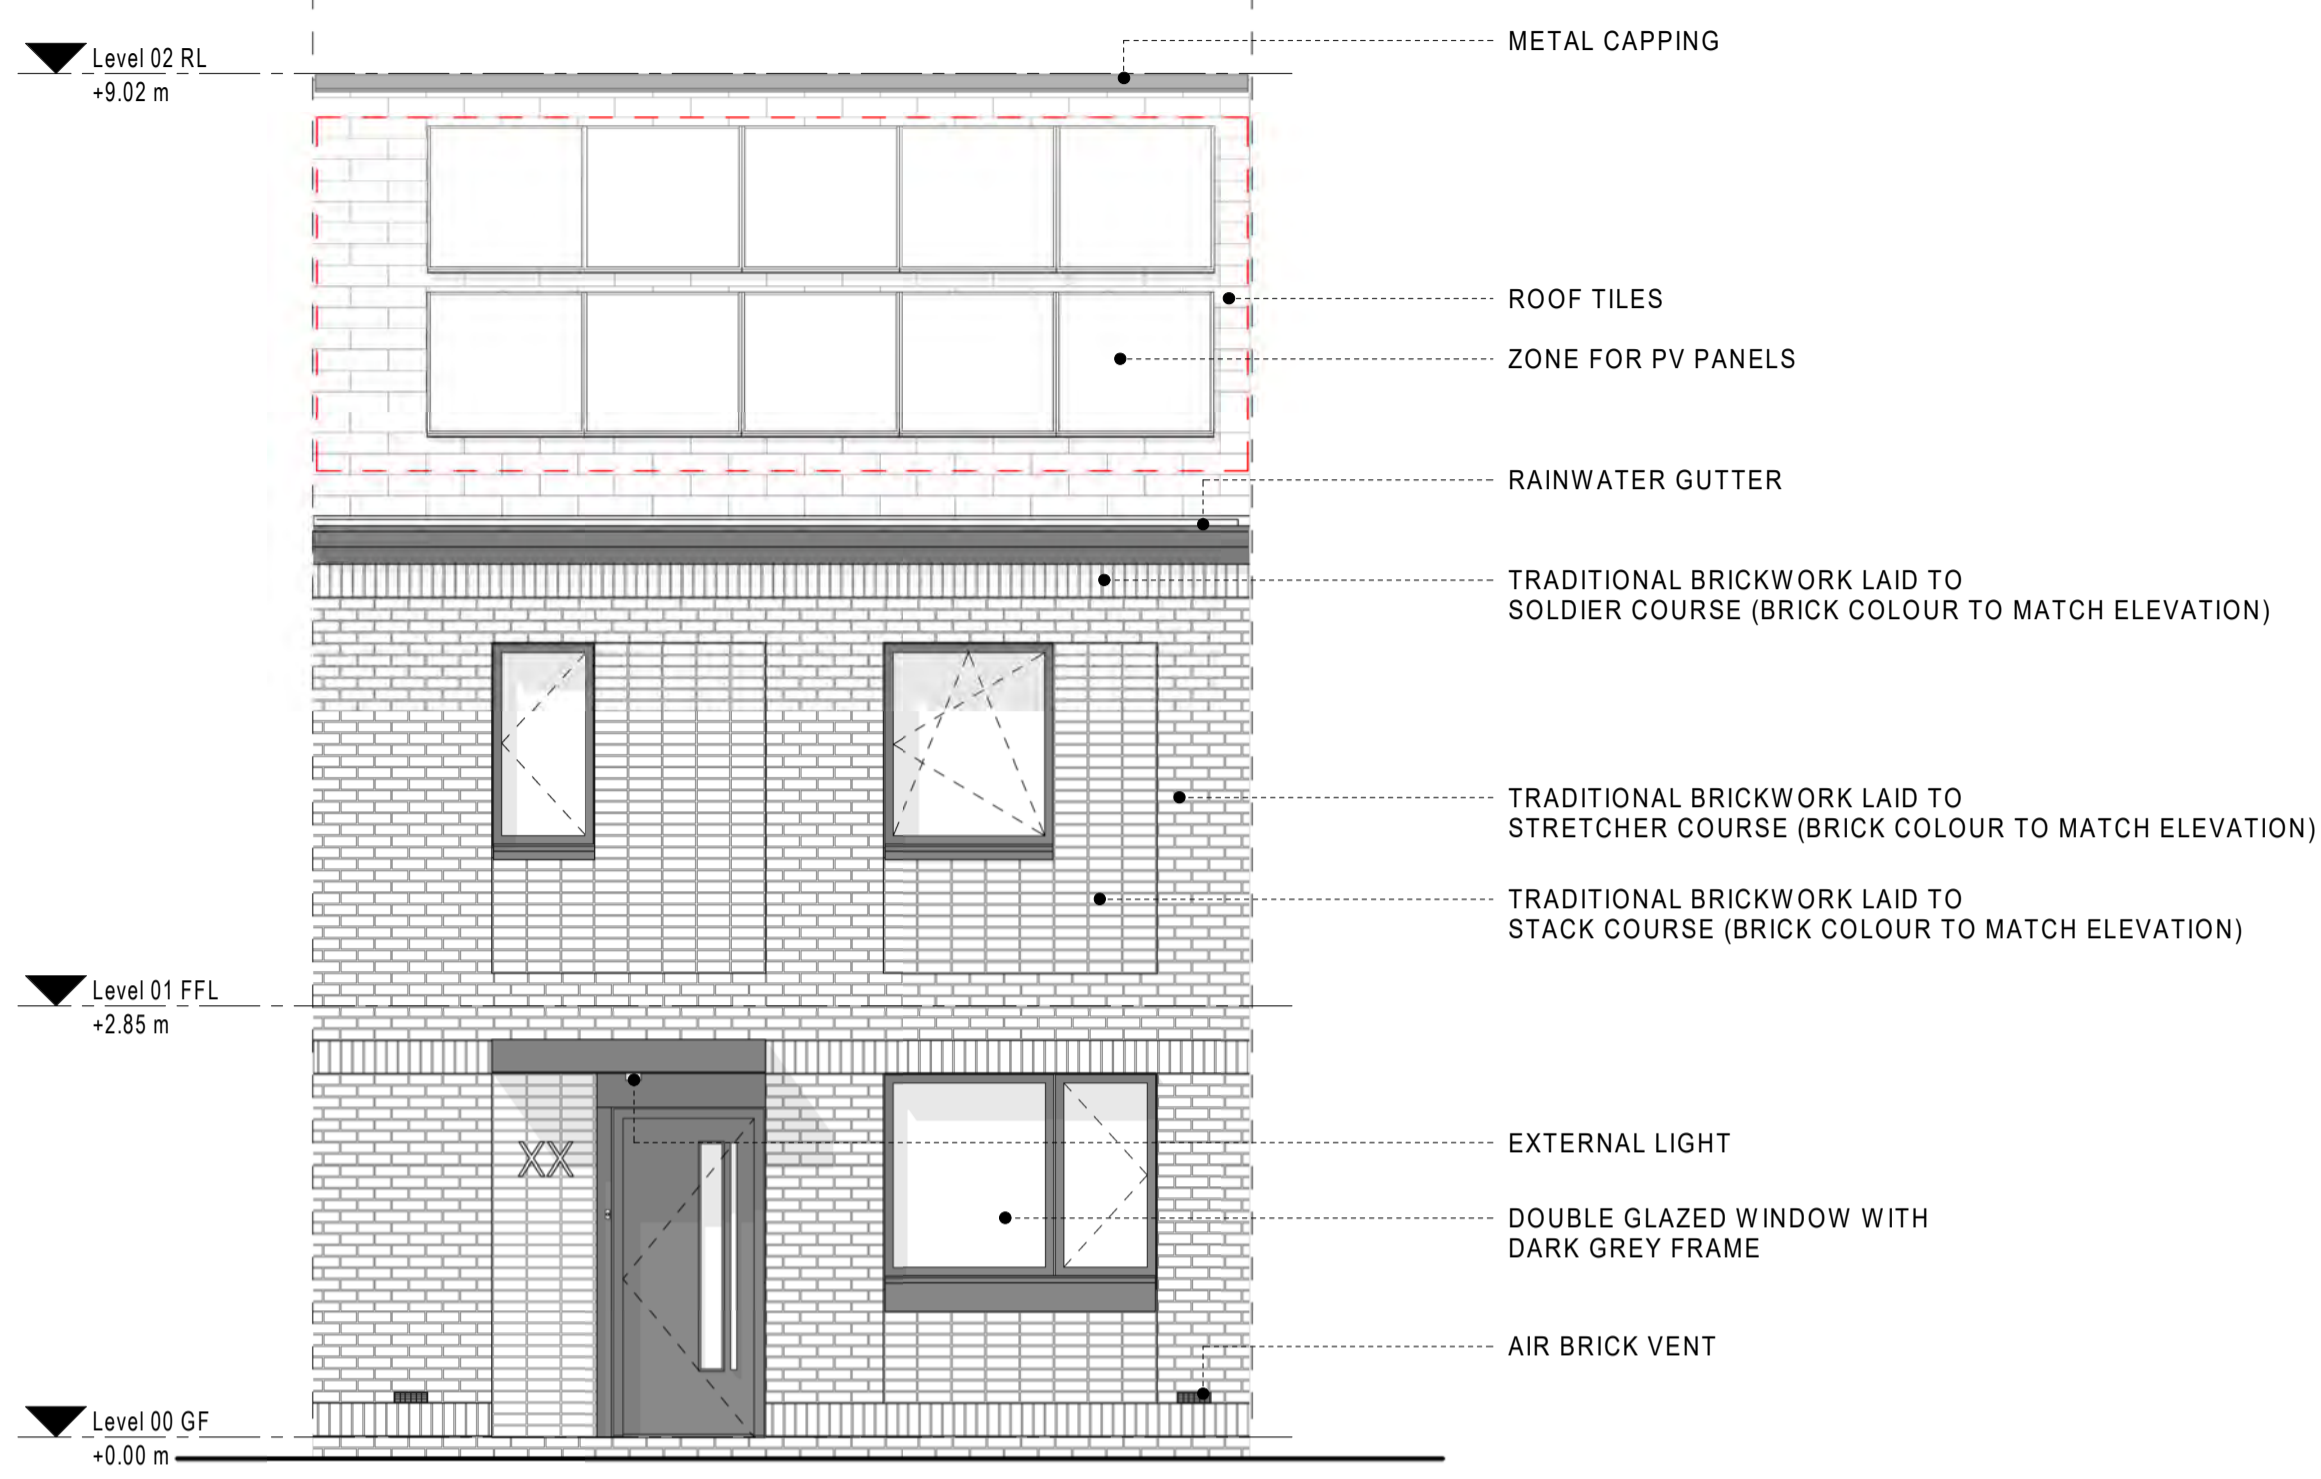 METAL CAPPING
Level 02 RL
+9.02 m
ROOF TILES
ZONE FOR PV PANELS
RAINWATER GUTTER
TRADITIONAL BRICKWORK LAID TO
SOLDIER COURSE (BRICK COLOUR TO MATCH ELEVATION)
TRADITIONAL BRICKWORK LAID TO
STRETCHER COURSE (BRICK COLOUR TO MATCH ELEVATION)
TRADITIONAL BRICKWORK LAID TO
STACK COURSE (BRICK COLOUR TO MATCH ELEVATION)
Level 01 FFL
+2.85 m
XX
EXTERNAL LIGHT
DOUBLE GLAZED WINDOW WITH
DARK GREY FRAME
AIR BRICK VENT
Level 00 GF
+0.00 m